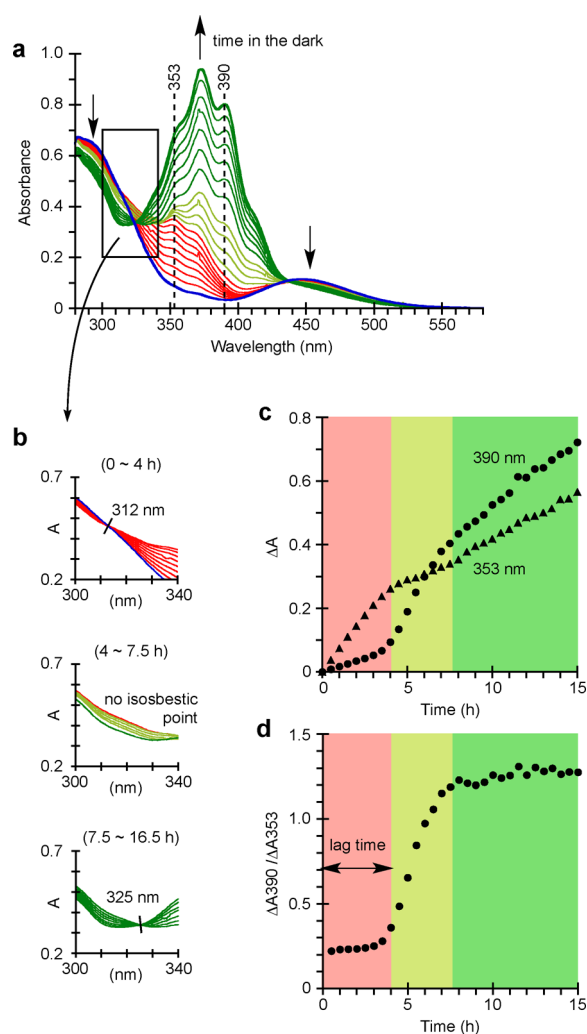 a
time in the dark
353
390
1.0
0.8
0.6
0.4
0.2
0
Absorbance
300
350
400
450
500
550
Wavelength (nm)
b
(0 ~ 4 h)
0.7
A
312 nm
0.2
300
340
(nm)
(4 ~ 7.5 h)
0.7
A
no isosbestic
point
0.2
300
340
(nm)
(7.5 ~ 16.5 h)
0.7
A
325 nm
0.2
300
340
(nm)
c
0.8
0.6
0.4
0.2
0
ΔA
390 nm
353 nm
0
5
10
15
Time (h)
d
1.5
1.0
0.5
0
ΔA390 /ΔA353
lag time
0
5
10
15
Time (h)